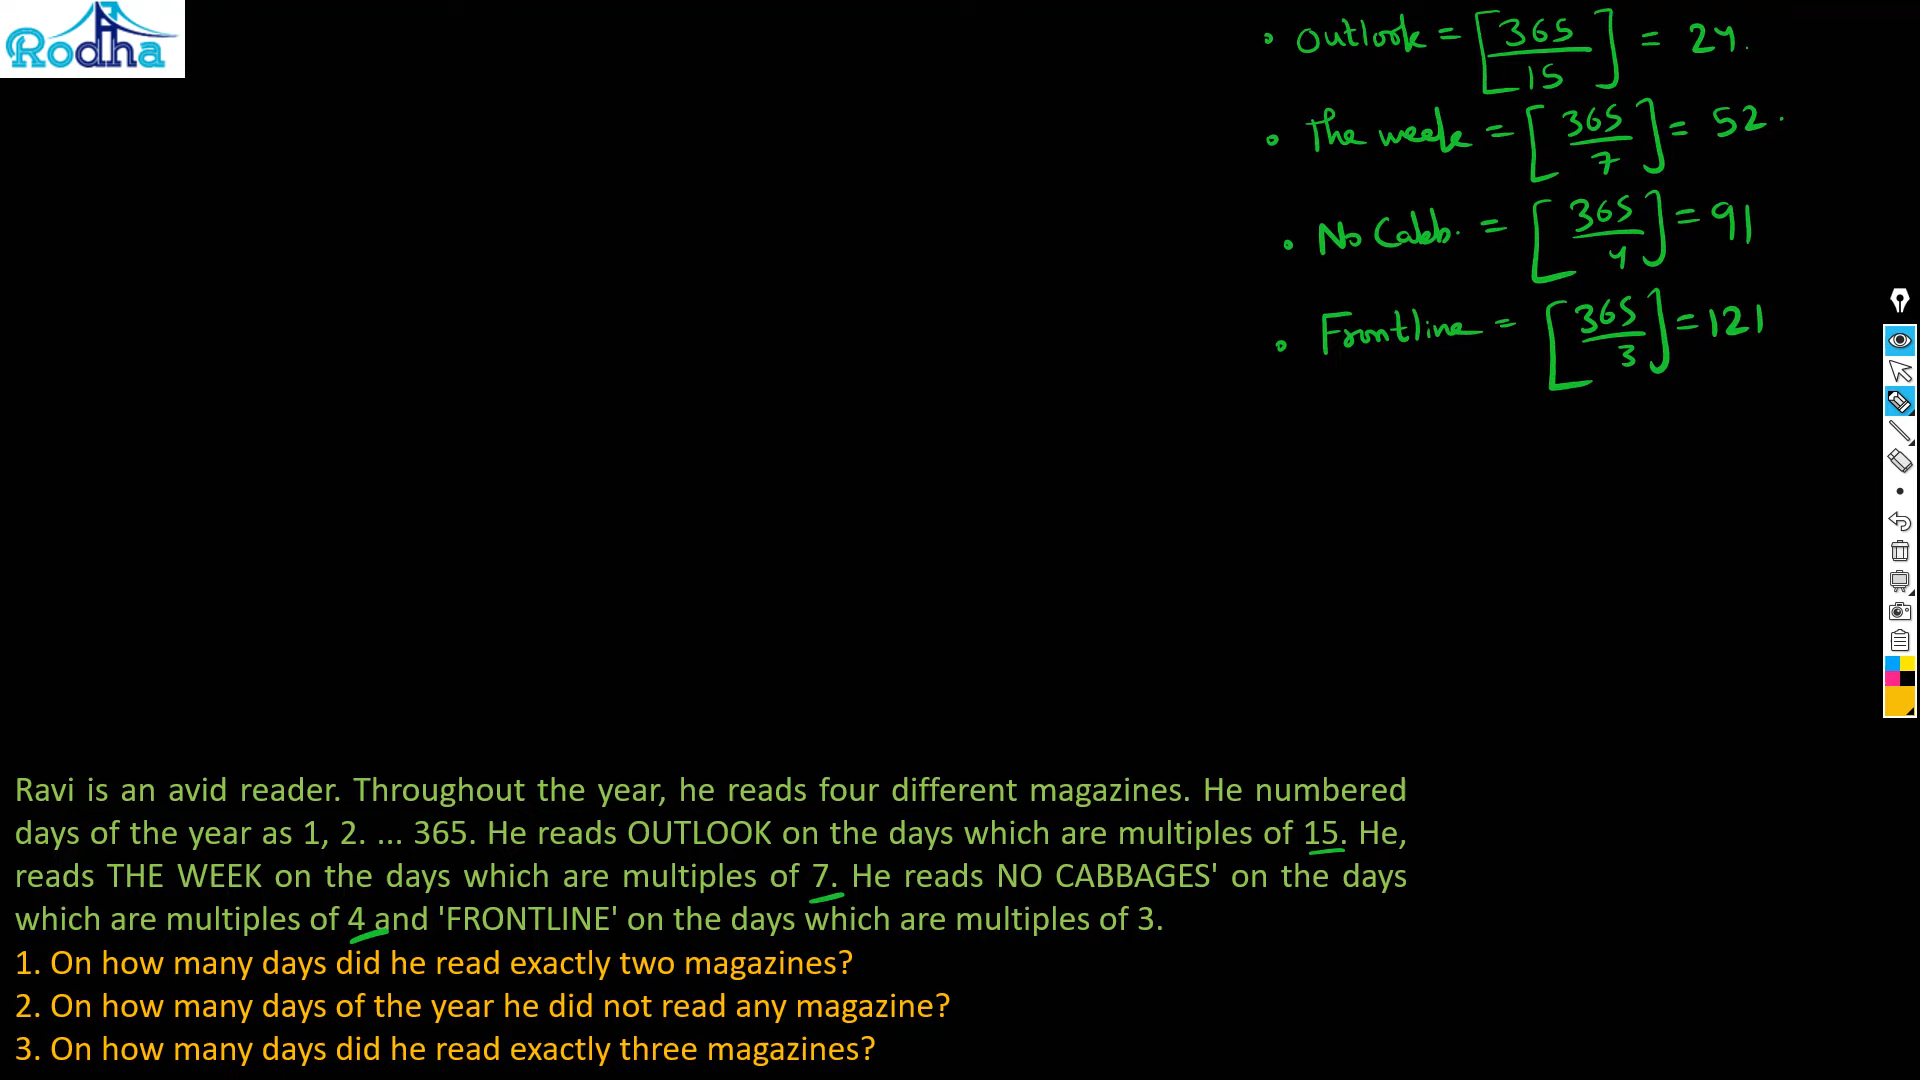 Rodha
• Outlook = [365/15] = 24.
• The week = [365/7] = 52.
• No Cabb. = [365/4] = 91
• Frontline = [365/3] = 121
Ravi is an avid reader. Throughout the year, he reads four different magazines. He numbered
days of the year as 1, 2. ... 365. He reads OUTLOOK on the days which are multiples of 15. He,
reads THE WEEK on the days which are multiples of 7. He reads NO CABBAGES' on the days
which are multiples of 4 and 'FRONTLINE' on the days which are multiples of 3.
1. On how many days did he read exactly two magazines?
2. On how many days of the year he did not read any magazine?
3. On how many days did he read exactly three magazines?